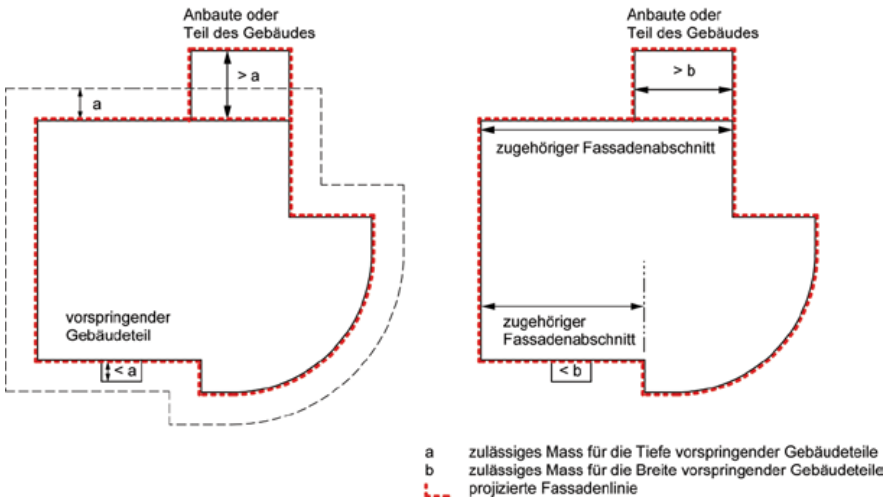 Anbaute oder
Teil des Gebäudes
> a
a
vorspringender
Gebäudeteil
< a
Anbaute oder
Teil des Gebäudes
> b
zugehöriger Fassadenabschnitt
zugehöriger
Fassadenabschnitt
< b
a zulässiges Mass für die Tiefe vorspringender Gebäudeteile
b zulässiges Mass für die Breite vorspringender Gebäudeteile
projizierte Fassadenlinie